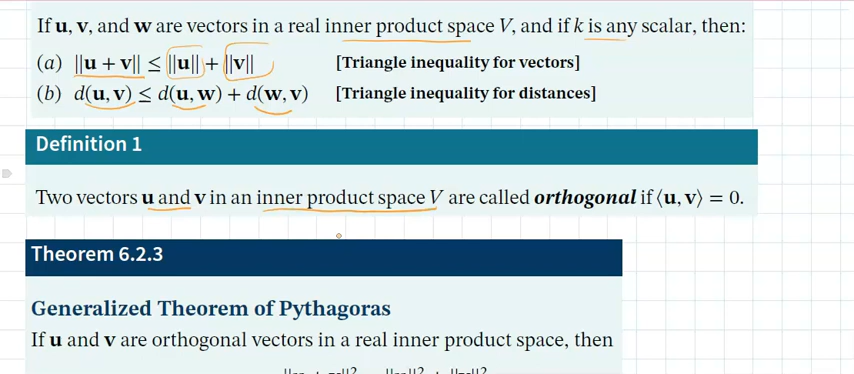 If u, v, and w are vectors in a real inner product space V, and if k is any scalar, then:
(a) ||u + v|| ≤ ||u|| + ||v|| [Triangle inequality for vectors]
(b) d(u, v) ≤ d(u, w) + d(w, v) [Triangle inequality for distances]
Definition 1
Two vectors u and v in an inner product space V are called orthogonal if ⟨u, v⟩ = 0.
Theorem 6.2.3
Generalized Theorem of Pythagoras
If u and v are orthogonal vectors in a real inner product space, then